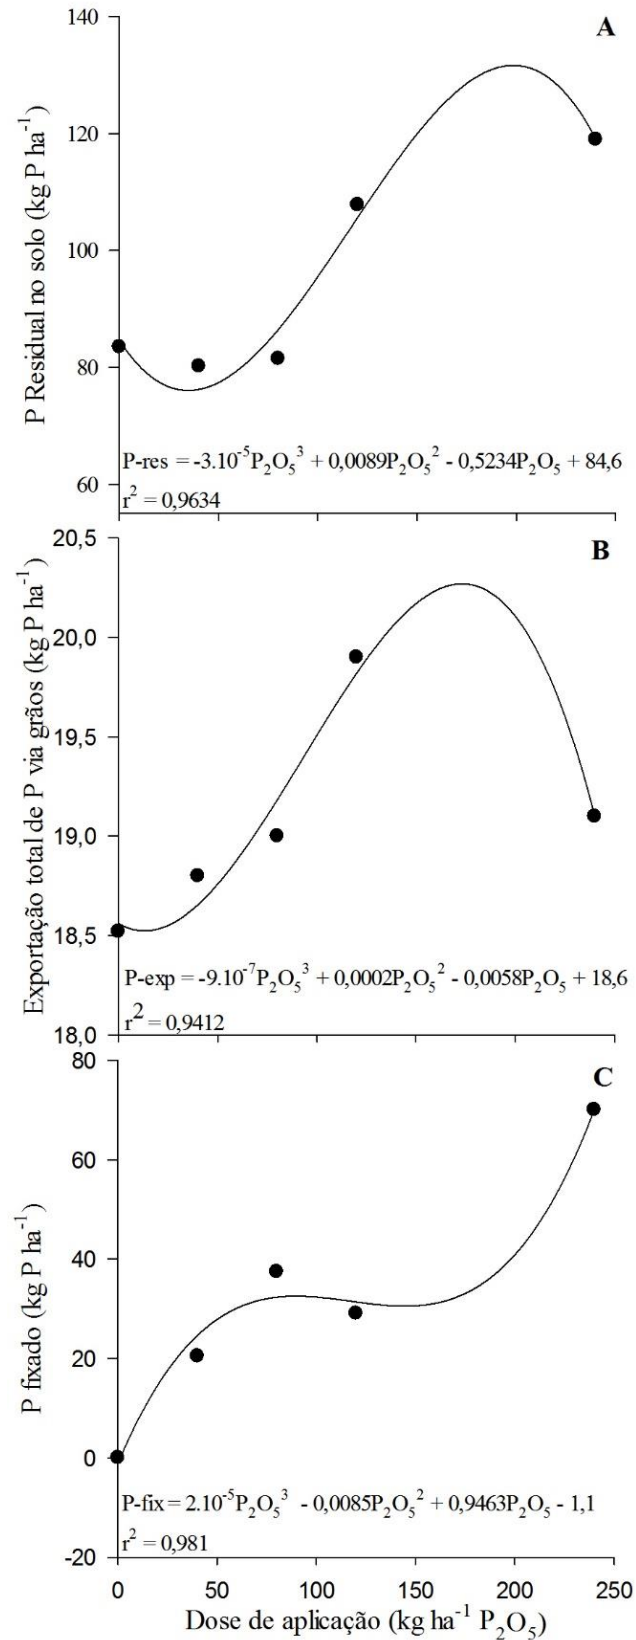 A
140
120
100
80
60
P Residual no solo (kg P ha⁻¹)
P-res = -3.10⁻⁵P₂O₅³ + 0,0089P₂O₅² - 0,5234P₂O₅ + 84,6
r² = 0,9634
B
20,5
20,0
19,5
19,0
18,5
18,0
Exportação total de P via grãos (kg P ha⁻¹)
P-exp = -9.10⁻⁷P₂O₅³ + 0,0002P₂O₅² - 0,0058P₂O₅ + 18,6
r² = 0,9412
C
80
60
40
20
0
-20
P fixado (kg P ha⁻¹)
P-fix = 2.10⁻⁵P₂O₅³ - 0,0085P₂O₅² + 0,9463P₂O₅ - 1,1
r² = 0,981
0 50 100 150 200 250
Dose de aplicação (kg ha⁻¹ P₂O₅)